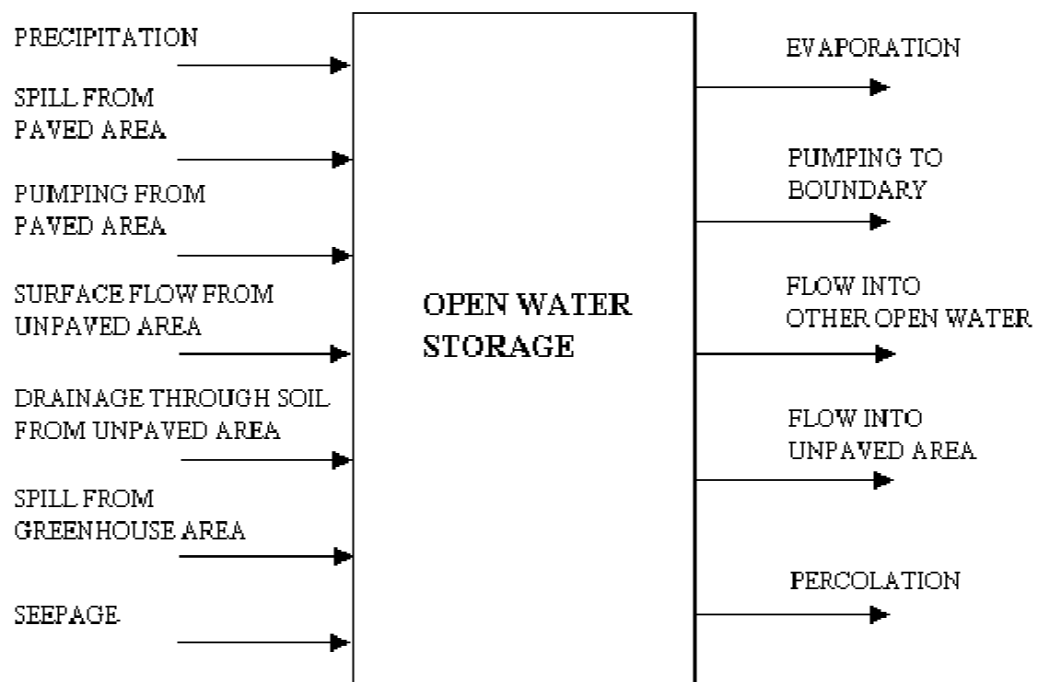 PRECIPITATION
SPILL FROM
PAVED AREA
PUMPING FROM
PAVED AREA
SURFACE FLOW FROM
UNPAVED AREA
DRAINAGE THROUGH SOIL
FROM UNPAVED AREA
SPILL FROM
GREENHOUSE AREA
SEEPAGE
OPEN WATER
STORAGE
EVAPORATION
PUMPING TO
BOUNDARY
FLOW INTO
OTHER OPEN WATER
FLOW INTO
UNPAVED AREA
PERCOLATION